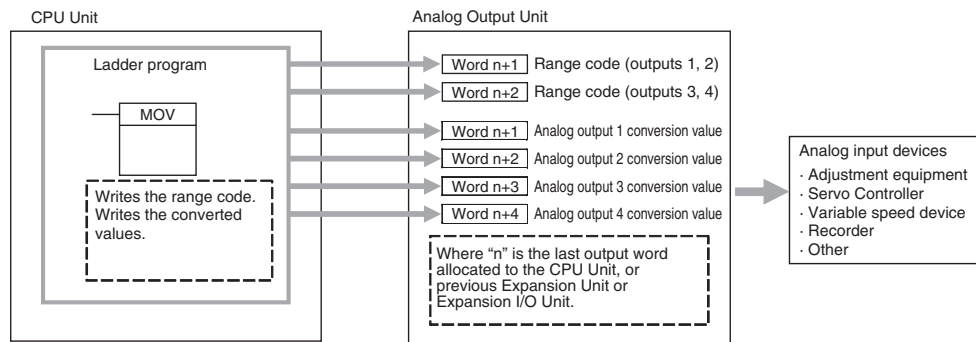 CPU Unit
Analog Output Unit
Ladder program
MOV
Writes the range code.
Writes the converted
values.
Word n+1 Range code (outputs 1, 2)
Word n+2 Range code (outputs 3, 4)
Word n+1 Analog output 1 conversion value
Word n+2 Analog output 2 conversion value
Word n+3 Analog output 3 conversion value
Word n+4 Analog output 4 conversion value
Where “n” is the last output word
allocated to the CPU Unit, or
previous Expansion Unit or
Expansion I/O Unit.
Analog input devices
· Adjustment equipment
· Servo Controller
· Variable speed device
· Recorder
· Other